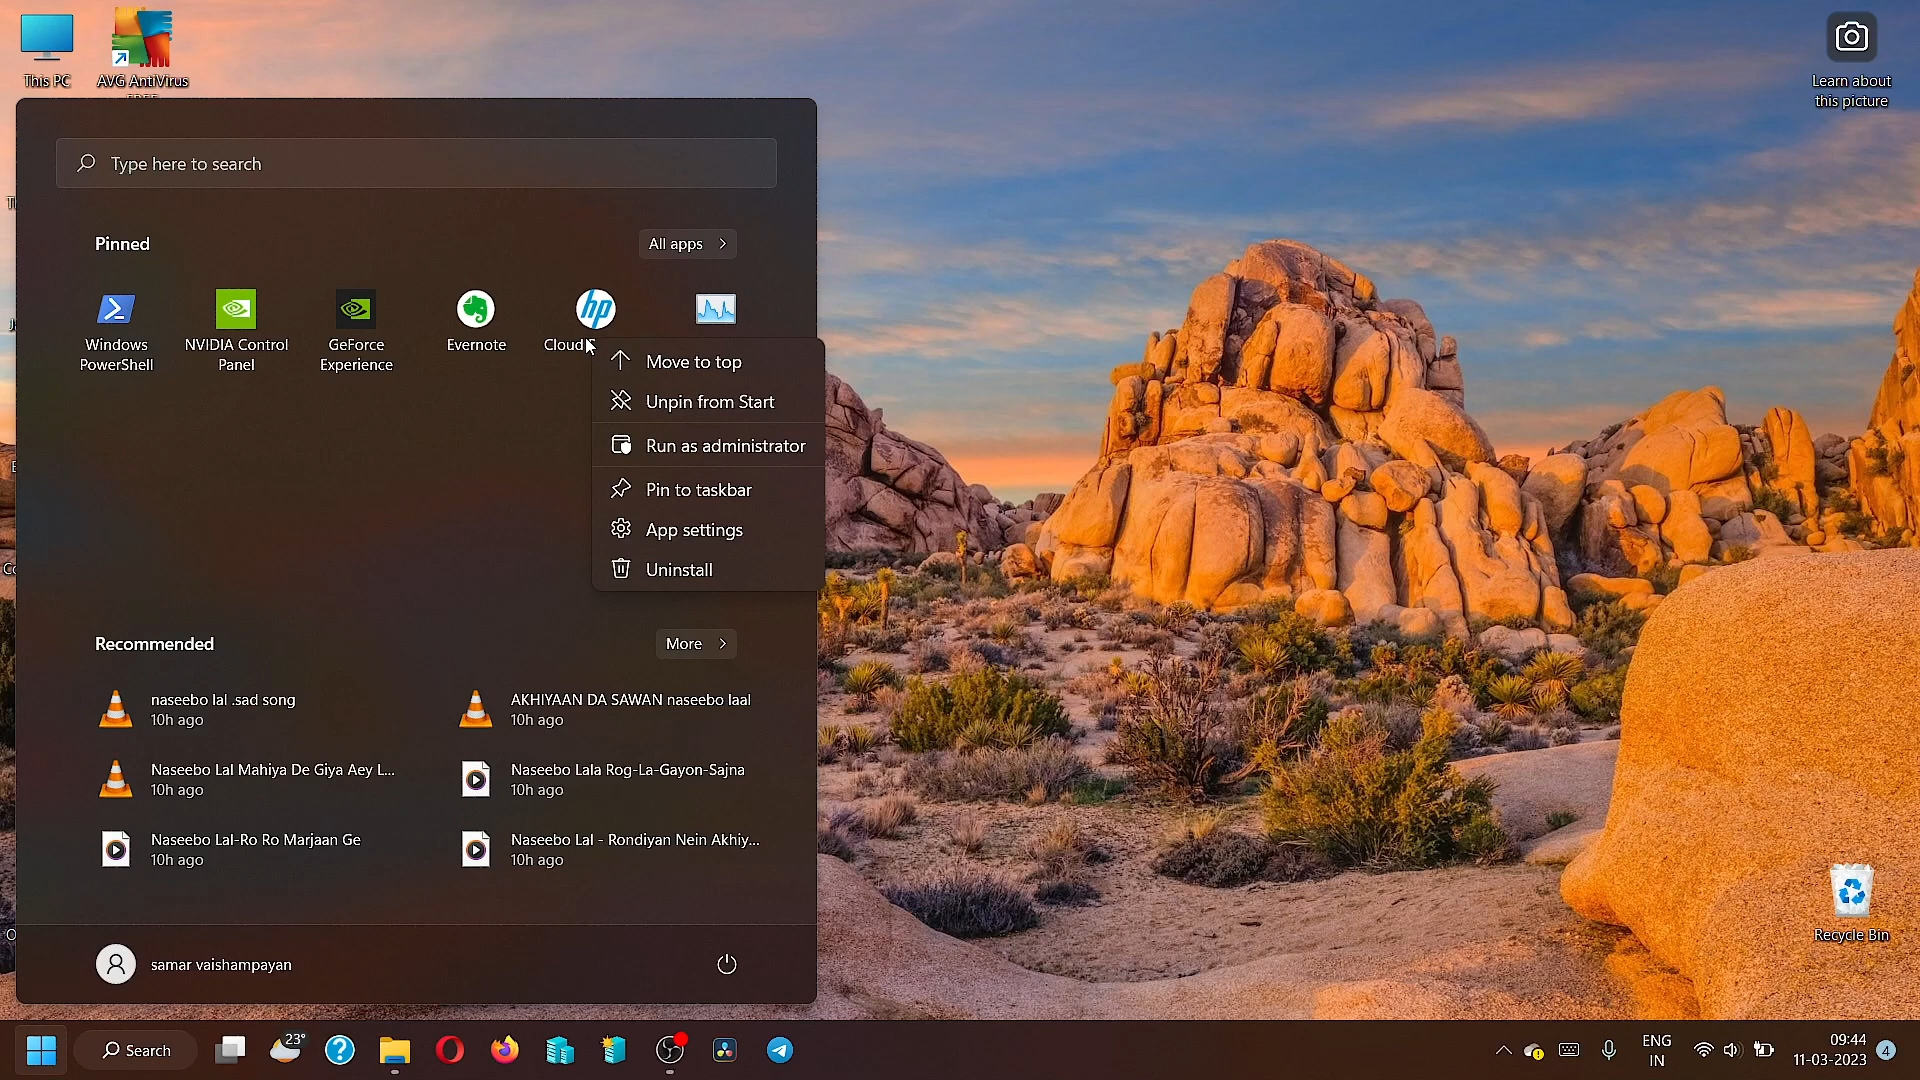 This PC
AVG AntiVirus
Learn about
this picture
Type here to search
Pinned
All apps
Windows
PowerShell
NVIDIA Control
Panel
GeForce
Experience
Evernote
hp
Cloud
Move to top
Unpin from Start
Run as administrator
Pin to taskbar
App settings
Uninstall
Recommended
More
naseebo lal .sad song
10h ago
AKHIYAAN DA SAWAN naseebo laal
10h ago
Naseebo Lal Mahiya De Giya Aey L...
10h ago
Naseebo Lala Rog-La-Gayon-Sajna
10h ago
Naseebo Lal-Ro Ro Marjaan Ge
10h ago
Naseebo Lal - Rondiyan Nein Akhiy...
10h ago
samar vaishampayan
Recycle Bin
Search
23°
ENG
IN
09:44
11-03-2023
4